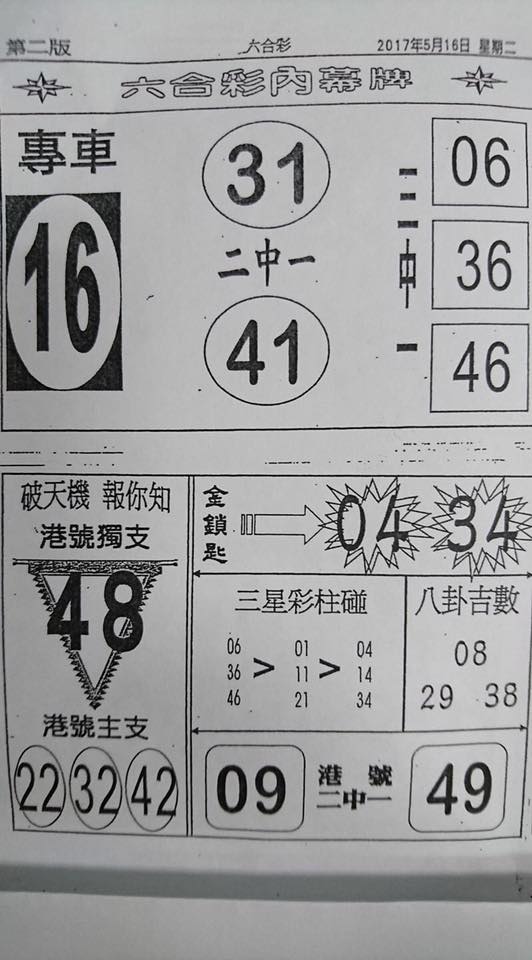 第二版 六合彩 2017年5月16日 星期二
六合彩內幕牌
專車
16
31
二中一
41
三中一
06
36
46
破天機 報你知
港號獨支
48
港號主支
22 32 42
金鎖匙
04 34
三星彩柱碰
06 01 04
36 > 11 > 14
46 21 34
八卦吉數
08
29 38
09
港號
二中一
49